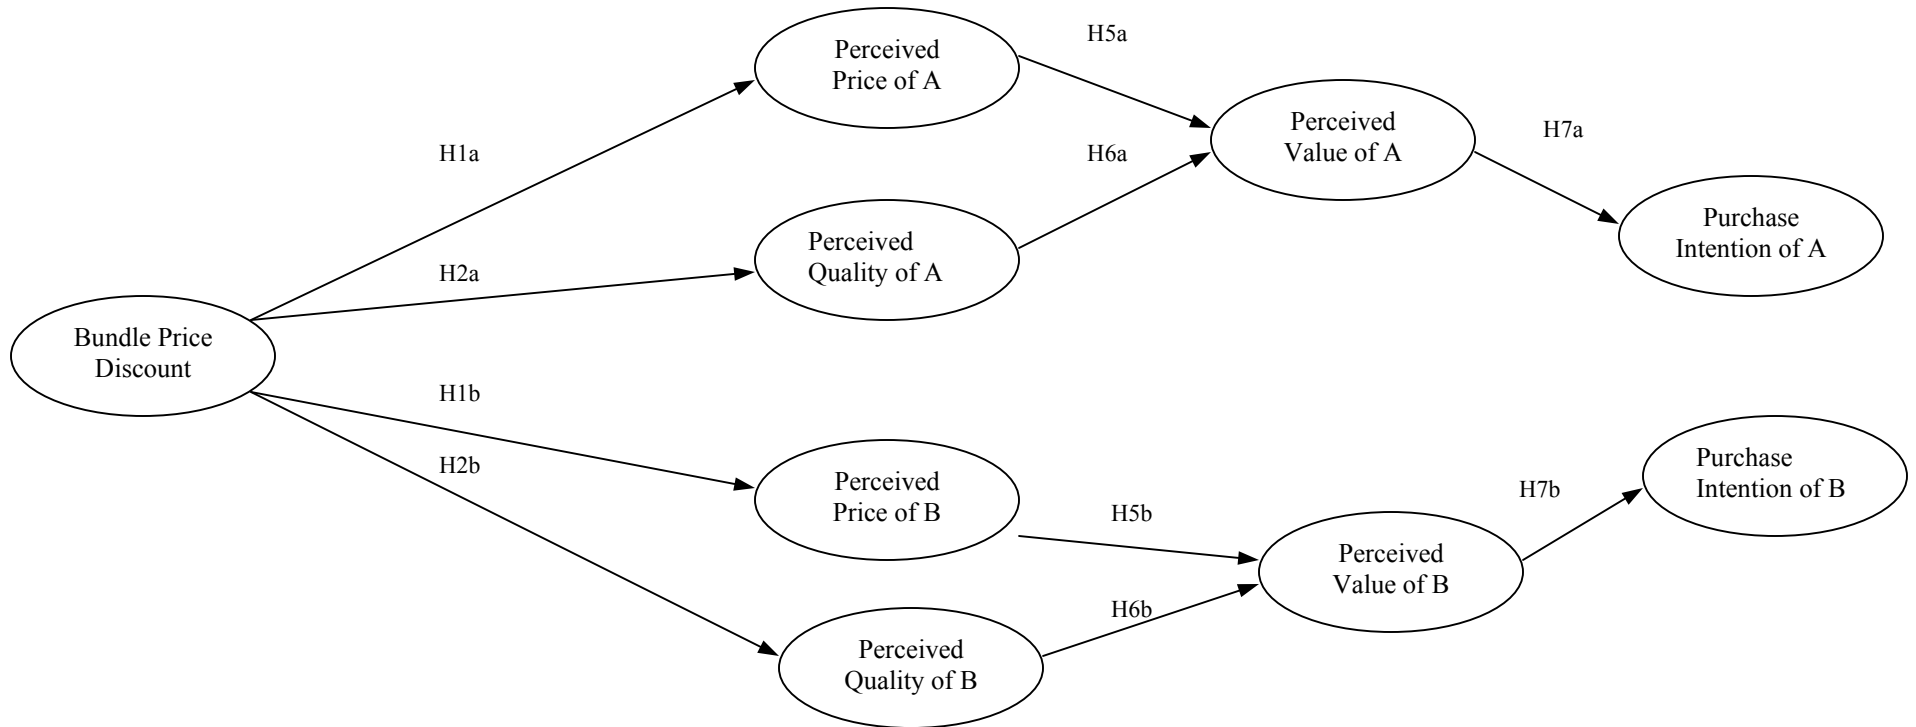 Perceived
Price of A
H5a
Perceived
Value of A
H7a
H1a
H6a
Purchase
Intention of A
Perceived
Quality of A
H2a
Bundle Price
Discount
H1b
H2b
Perceived
Price of B
H5b
Purchase
Intention of B
H7b
Perceived
Value of B
H6b
Perceived
Quality of B